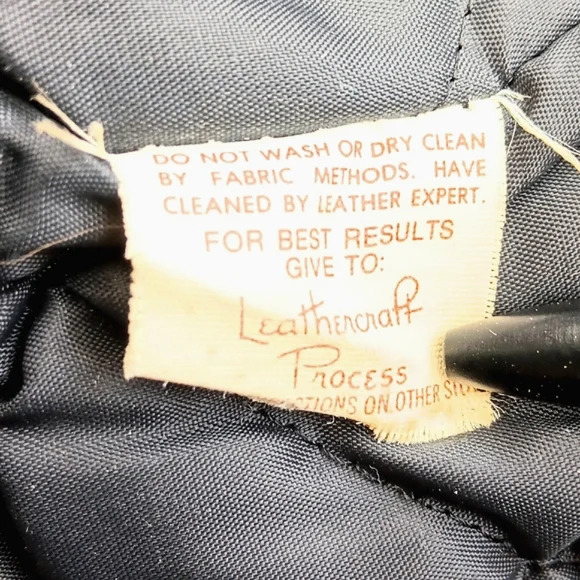 DO NOT WASH OR DRY CLEAN
BY FABRIC METHODS. HAVE
CLEANED BY LEATHER EXPERT.
FOR BEST RESULTS
GIVE TO:
Leathercraft
Process
ON OTHER